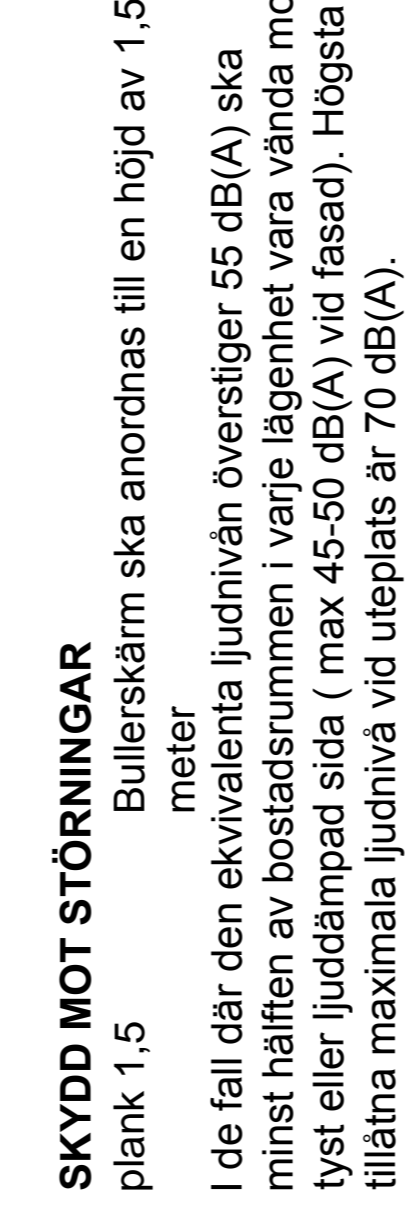 SKYDD MOT STÖRNINGAR
plank 1,5 Bullerskärm ska anordnas till en höjd av 1,5
meter
I de fall där den ekvivalenta ljudnivån överstiger 55 dB(A) ska
minst hälften av bostadsrummen i varje lägenhet vara vända mo
tyst eller ljuddämpad sida ( max 45-50 dB(A) vid fasad). Högsta
tillåtna maximala ljudnivå vid uteplats är 70 dB(A).